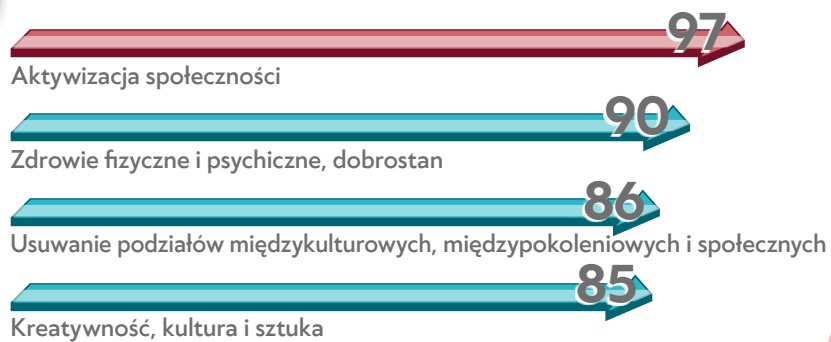 97
Aktywizacja społeczności
90
Zdrowie fizyczne i psychiczne, dobrostan
86
Usuwanie podziałów międzykulturowych, międzypokoleniowych i społecznych
85
Kreatywność, kultura i sztuka